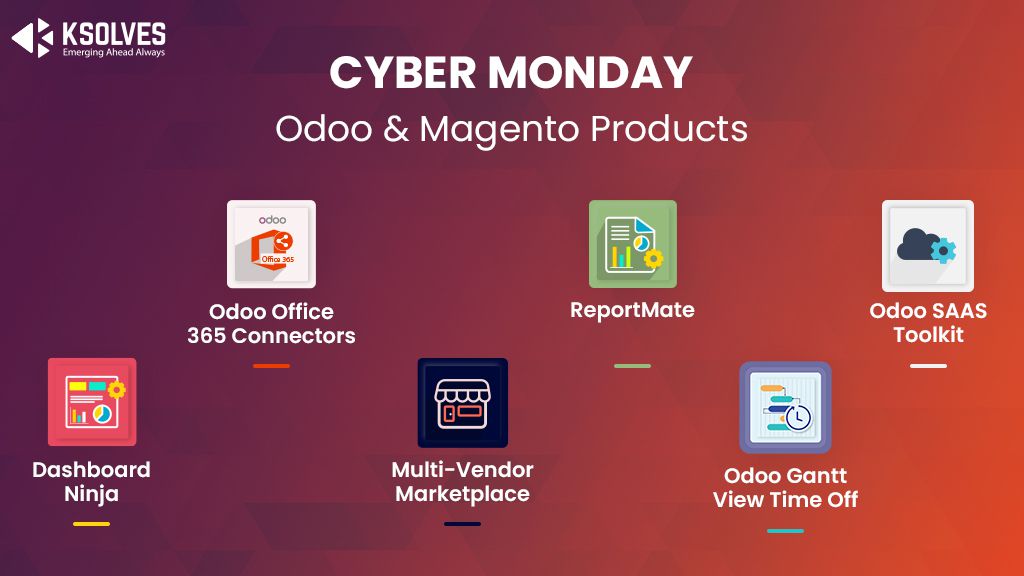 KSOLVES
Emerging Ahead Always
CYBER MONDAY
Odoo & Magento Products
odoo
Office 365
Odoo Office
365 Connectors
ReportMate
Odoo SAAS
Toolkit
Dashboard
Ninja
Multi-Vendor
Marketplace
Odoo Gantt
View Time Off